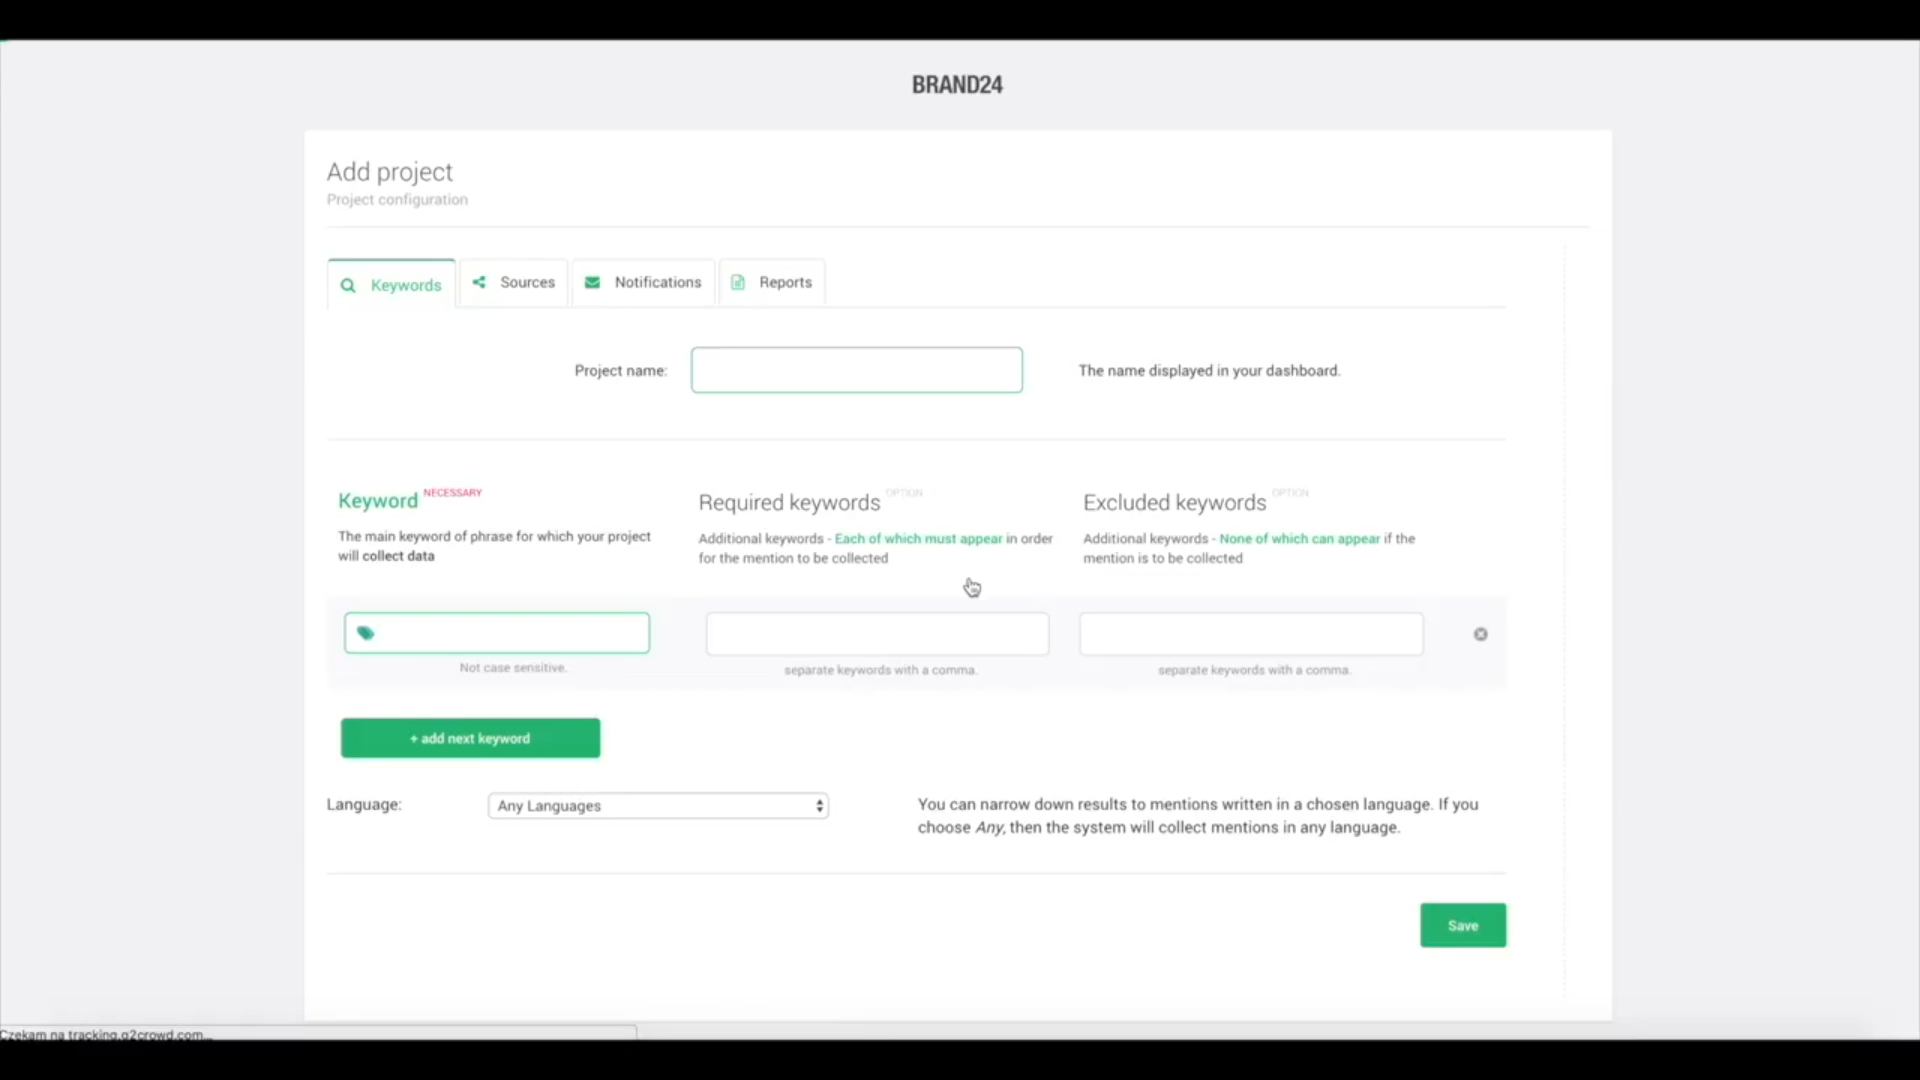 BRAND24
Add project
Project configuration
Keywords
Sources
Notifications
Reports
Project name:
The name displayed in your dashboard.
Keyword NECESSARY
The main keyword of phrase for which your project
will collect data
Required keywords OPTION
Additional keywords - Each of which must appear in order
for the mention to be collected
Excluded keywords OPTION
Additional keywords - None of which can appear if the
mention is to be collected
Not case sensitive.
separate keywords with a comma.
separate keywords with a comma.
+ add next keyword
Language:
Any Languages
You can narrow down results to mentions written in a chosen language. If you
choose Any, then the system will collect mentions in any language.
Save
Czekam na tracking.g2crowd.com...